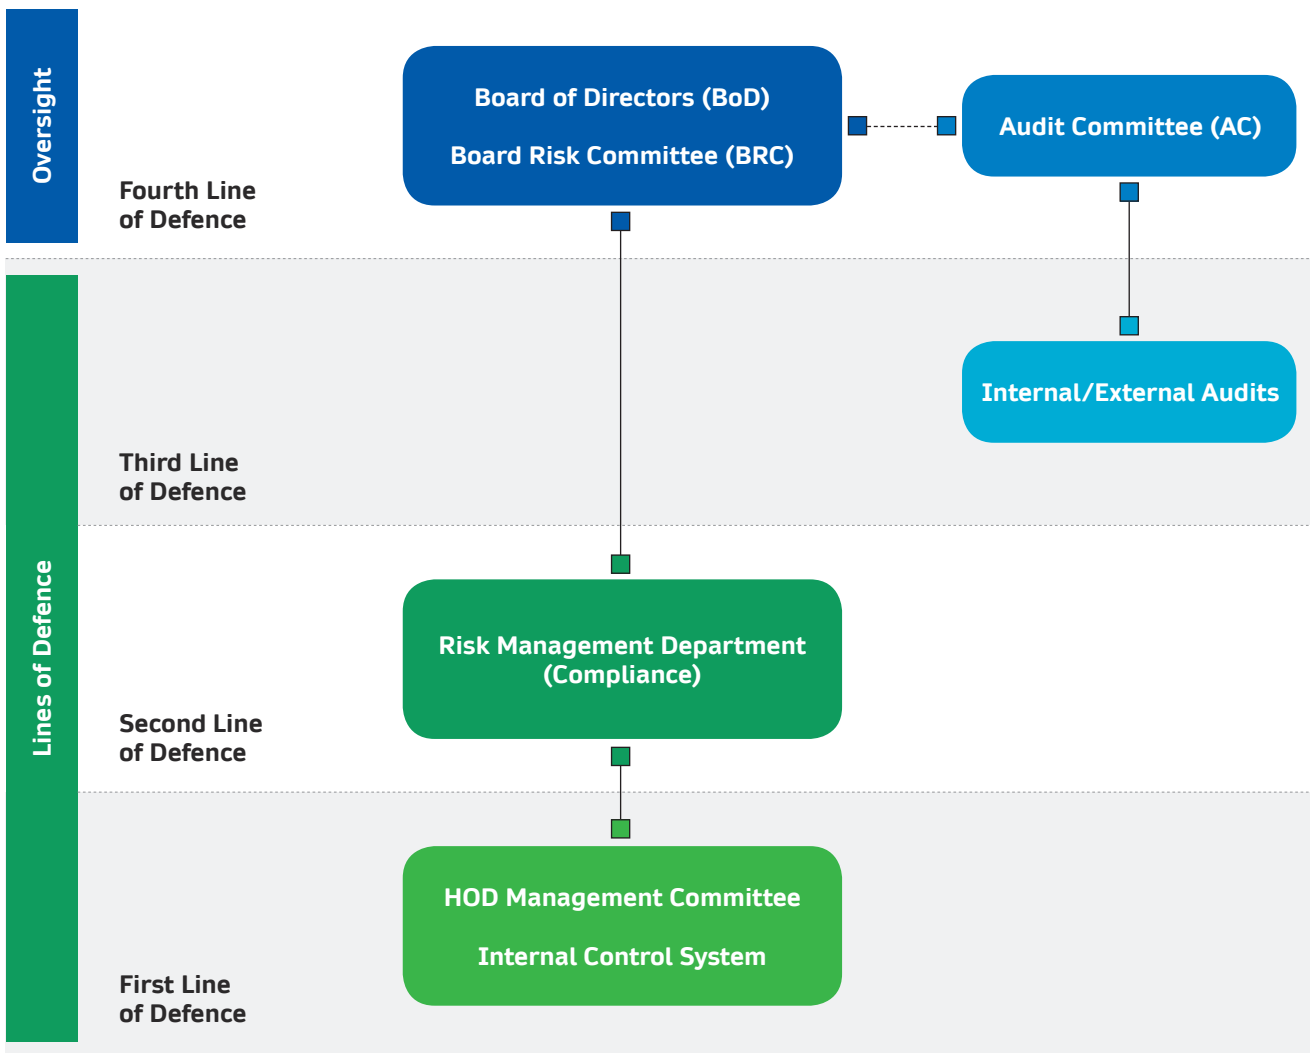 Oversight
Board of Directors (BoD)
Board Risk Committee (BRC)
Audit Committee (AC)
Fourth Line
of Defence
Lines of Defence
Internal/External Audits
Third Line
of Defence
Risk Management Department
(Compliance)
Second Line
of Defence
HOD Management Committee
Internal Control System
First Line
of Defence